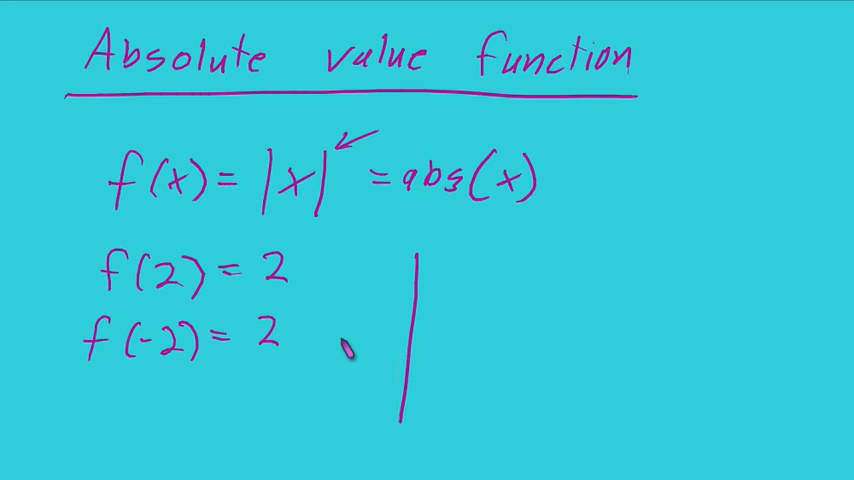 Absolute value function
f(x) = |x| = abs(x)
f(2) = 2
f(-2) = 2